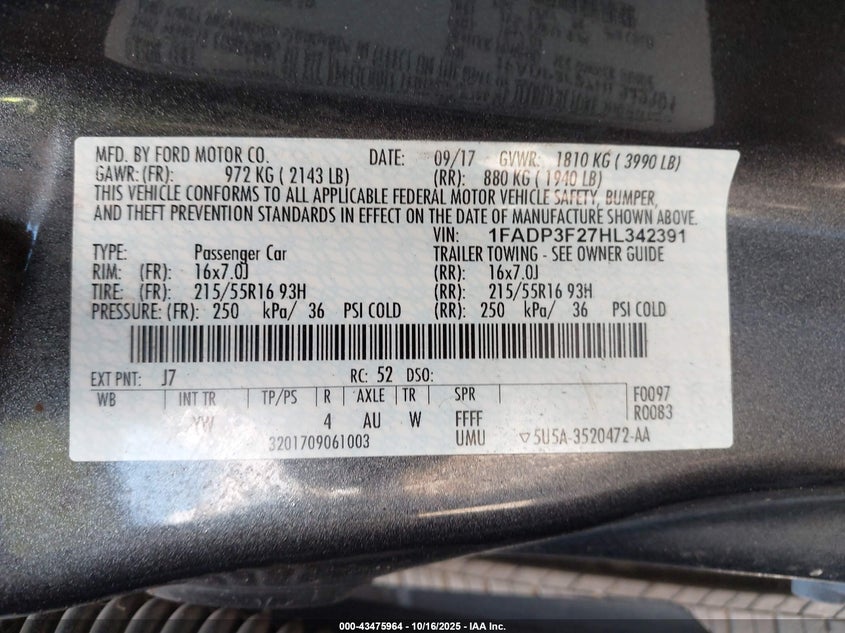 MFD. BY FORD MOTOR CO. DATE: 09/17 GVWR: 1810 KG ( 3990 LB)
GAWR: (FR): 972 KG ( 2143 LB) (RR): 880 KG ( 1940 LB)
THIS VEHICLE CONFORMS TO ALL APPLICABLE FEDERAL MOTOR VEHICLE SAFETY, BUMPER,
AND THEFT PREVENTION STANDARDS IN EFFECT ON THE DATE OF MANUFACTURE SHOWN ABOVE.
VIN: 1FADP3F27HL342391
TYPE: Passenger Car TRAILER TOWING - SEE OWNER GUIDE
RIM: (FR): 16x7.0J (RR): 16x7.0J
TIRE: (FR): 215/55R16 93H (RR): 215/55R16 93H
PRESSURE: (FR): 250 kPa/ 36 PSI COLD (RR): 250 kPa/ 36 PSI COLD
EXT PNT: J7 RC: 52 DSO:
WB INT TR TP/PS R AXLE TR SPR F0097
R0083
YW 4 AU W FFFF
3201709061003 UMU ▽5U5A-3520472-AA
000-43475964 - 10/16/2025 - IAA Inc.